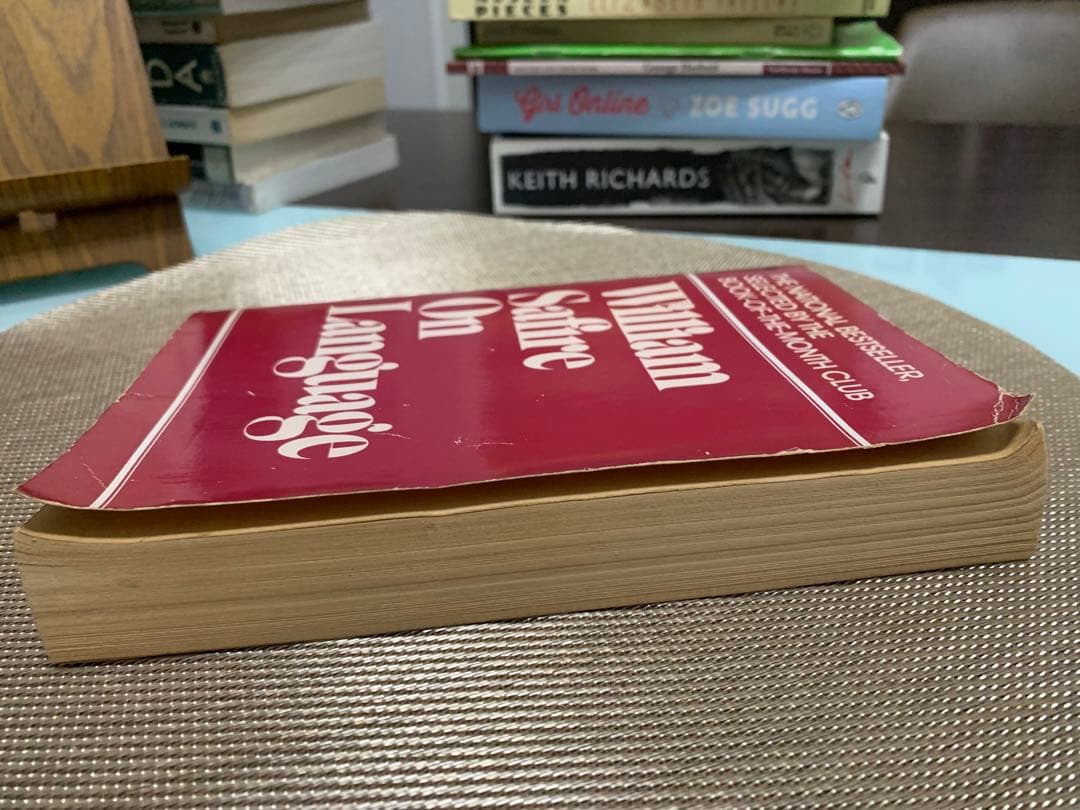 THE NATIONAL BESTSELLER,
SELECTED BY THE
BOOK-OF-THE-MONTH CLUB
William
Safire
On
Language
PIECES
Girl Online ZOE SUGG
KEITH RICHARDS